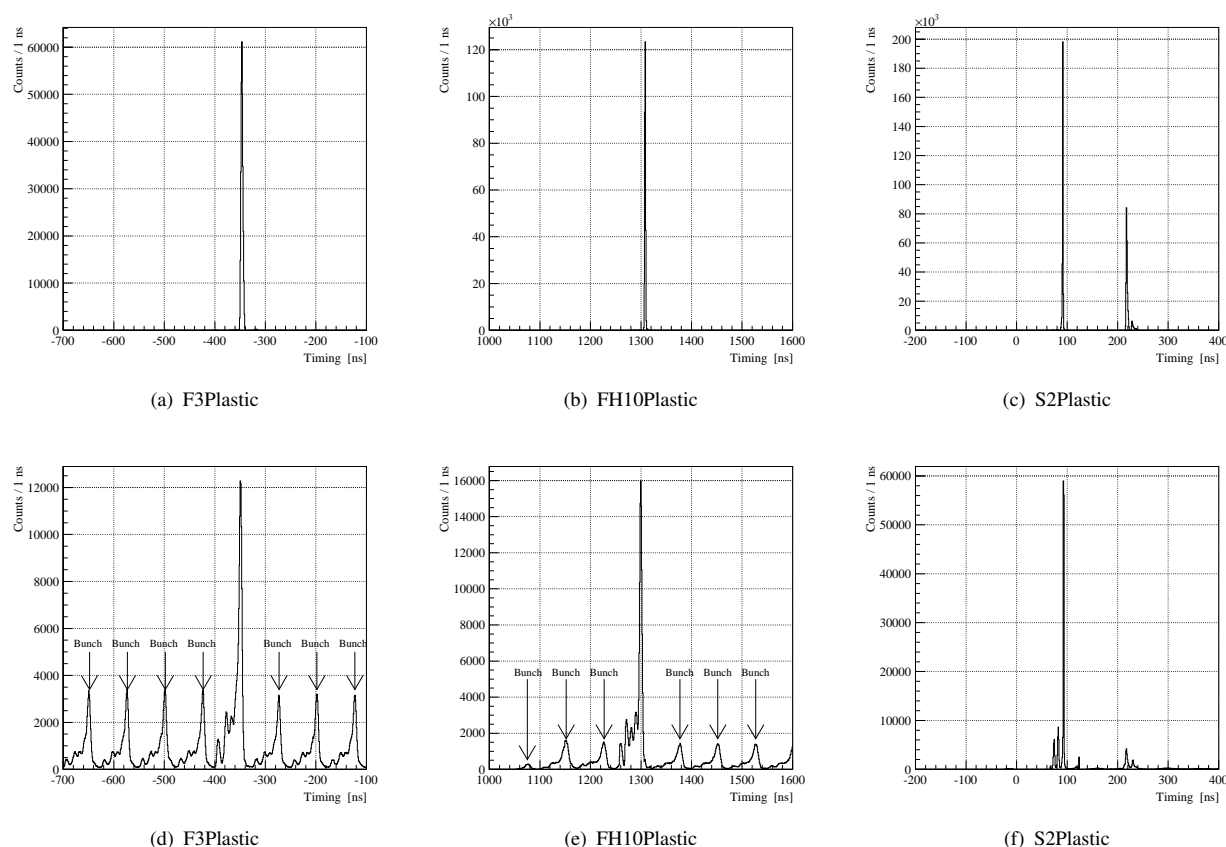 Counts / 1 ns
60000
50000
40000
30000
20000
10000
0
-700 -600 -500 -400 -300 -200 -100
Timing [ns]
(a) F3Plastic
×10³
Counts / 1 ns
120
100
80
60
40
20
0
1000 1100 1200 1300 1400 1500 1600
Timing [ns]
(b) FH10Plastic
×10³
Counts / 1 ns
200
180
160
140
120
100
80
60
40
20
0
-200 -100 0 100 200 300 400
Timing [ns]
(c) S2Plastic
Counts / 1 ns
12000
10000
8000
6000
4000
2000
0
Bunch Bunch Bunch Bunch Bunch Bunch Bunch
-700 -600 -500 -400 -300 -200 -100
Timing [ns]
(d) F3Plastic
Counts / 1 ns
16000
14000
12000
10000
8000
6000
4000
2000
0
Bunch Bunch Bunch Bunch Bunch Bunch
1000 1100 1200 1300 1400 1500 1600
Timing [ns]
(e) FH10Plastic
Counts / 1 ns
60000
50000
40000
30000
20000
10000
0
-200 -100 0 100 200 300 400
Timing [ns]
(f) S2Plastic